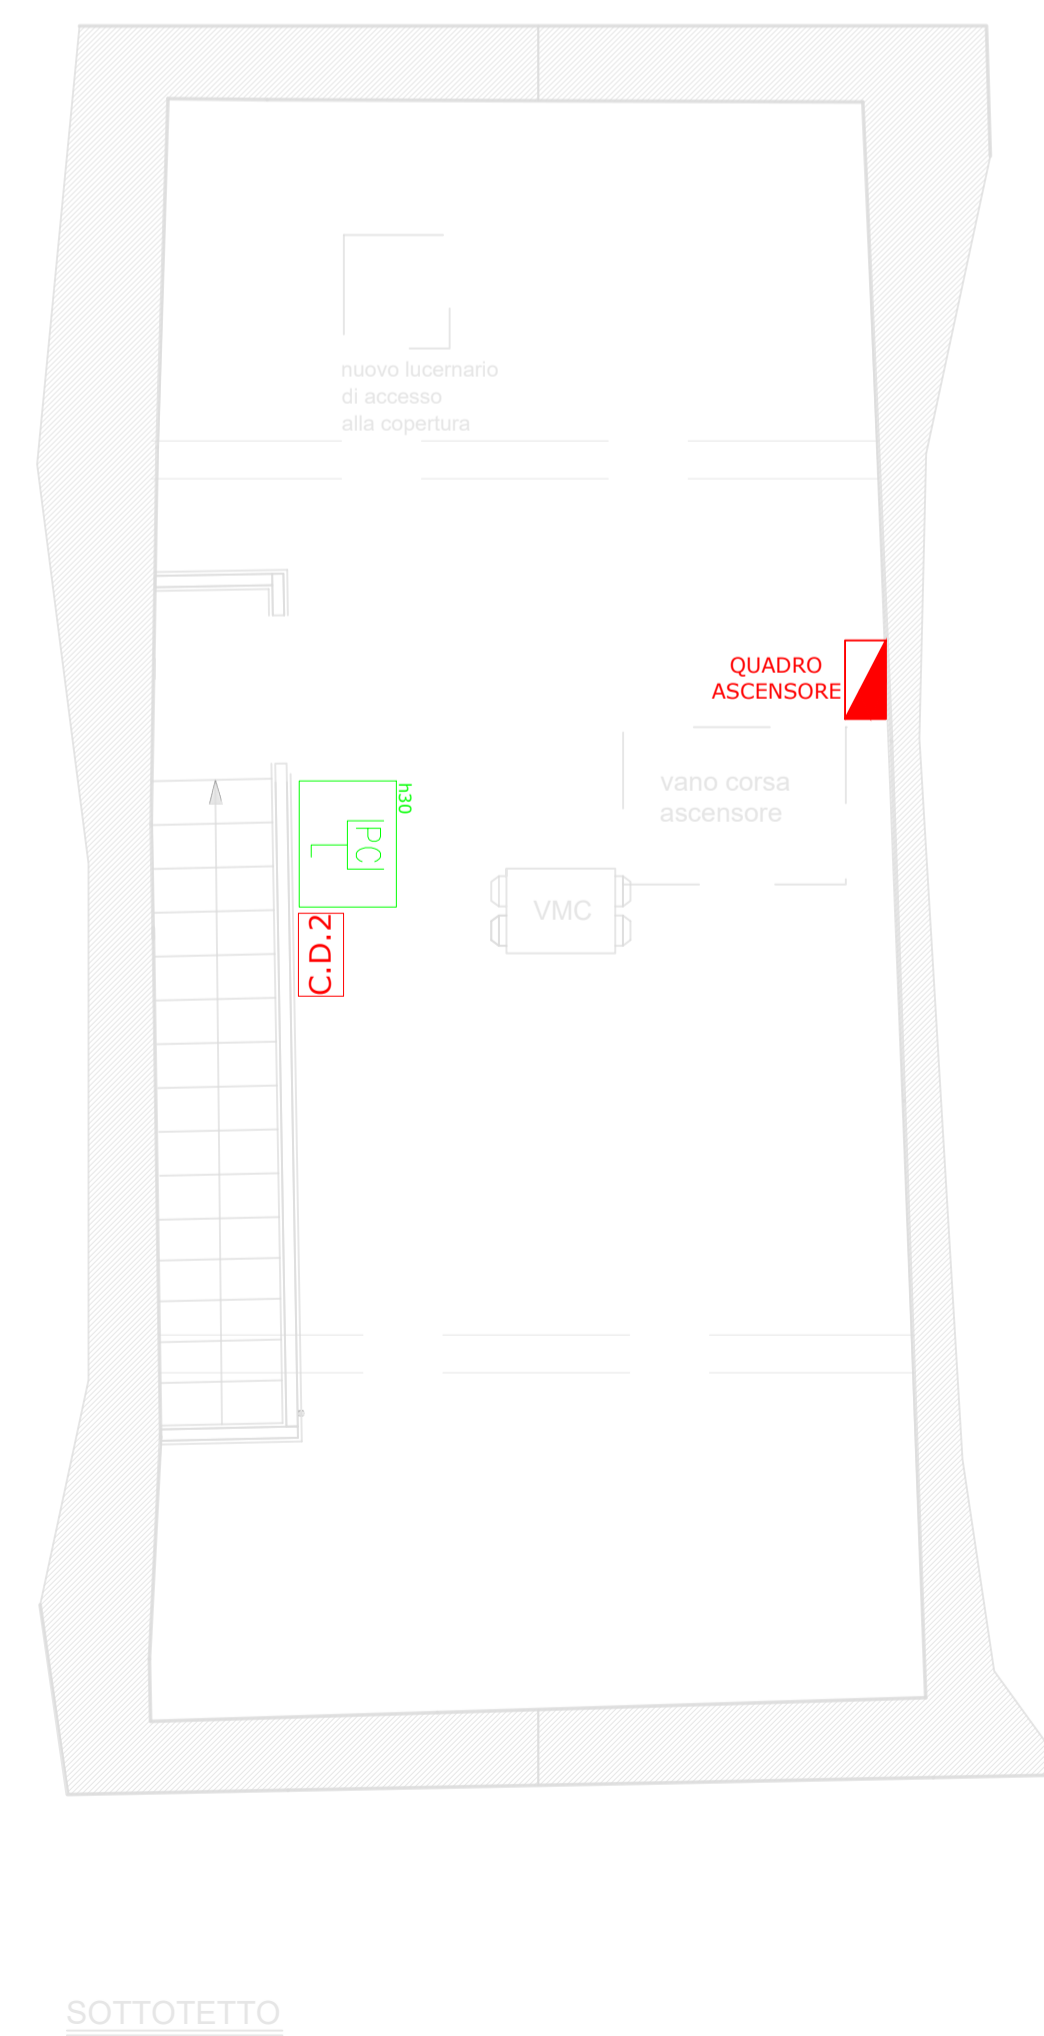 nuovo lucernario
di accesso
alla copertura
QUADRO
ASCENSORE
vano corsa
ascensore
h30
PC
VMC
C.D.2
SOTTOTETTO